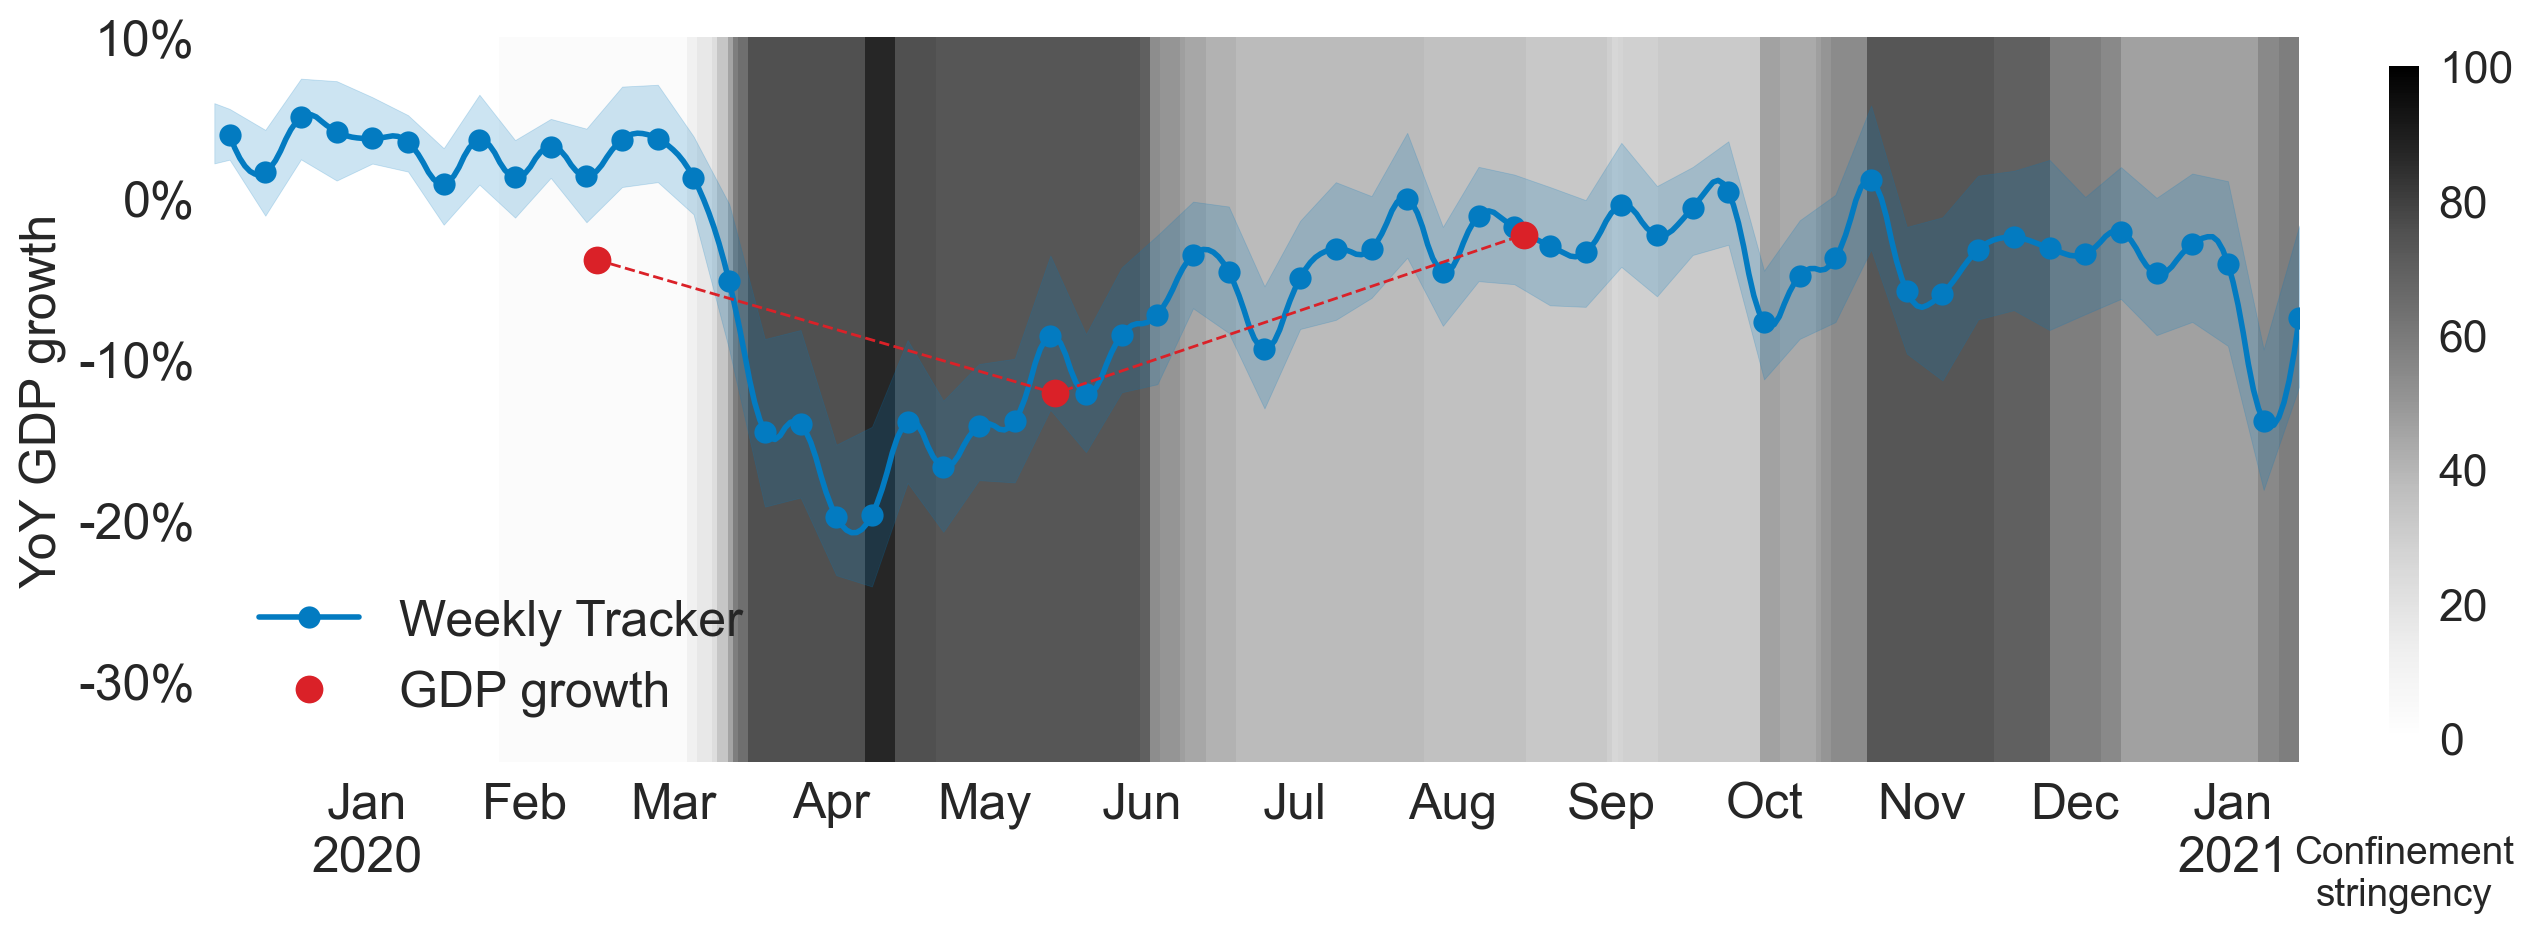 10%
0%
-10%
-20%
-30%
YoY GDP growth
Weekly Tracker
GDP growth
Jan Feb Mar Apr May Jun Jul Aug Sep Oct Nov Dec Jan
2020 2021
100
80
60
40
20
0
Confinement
stringency